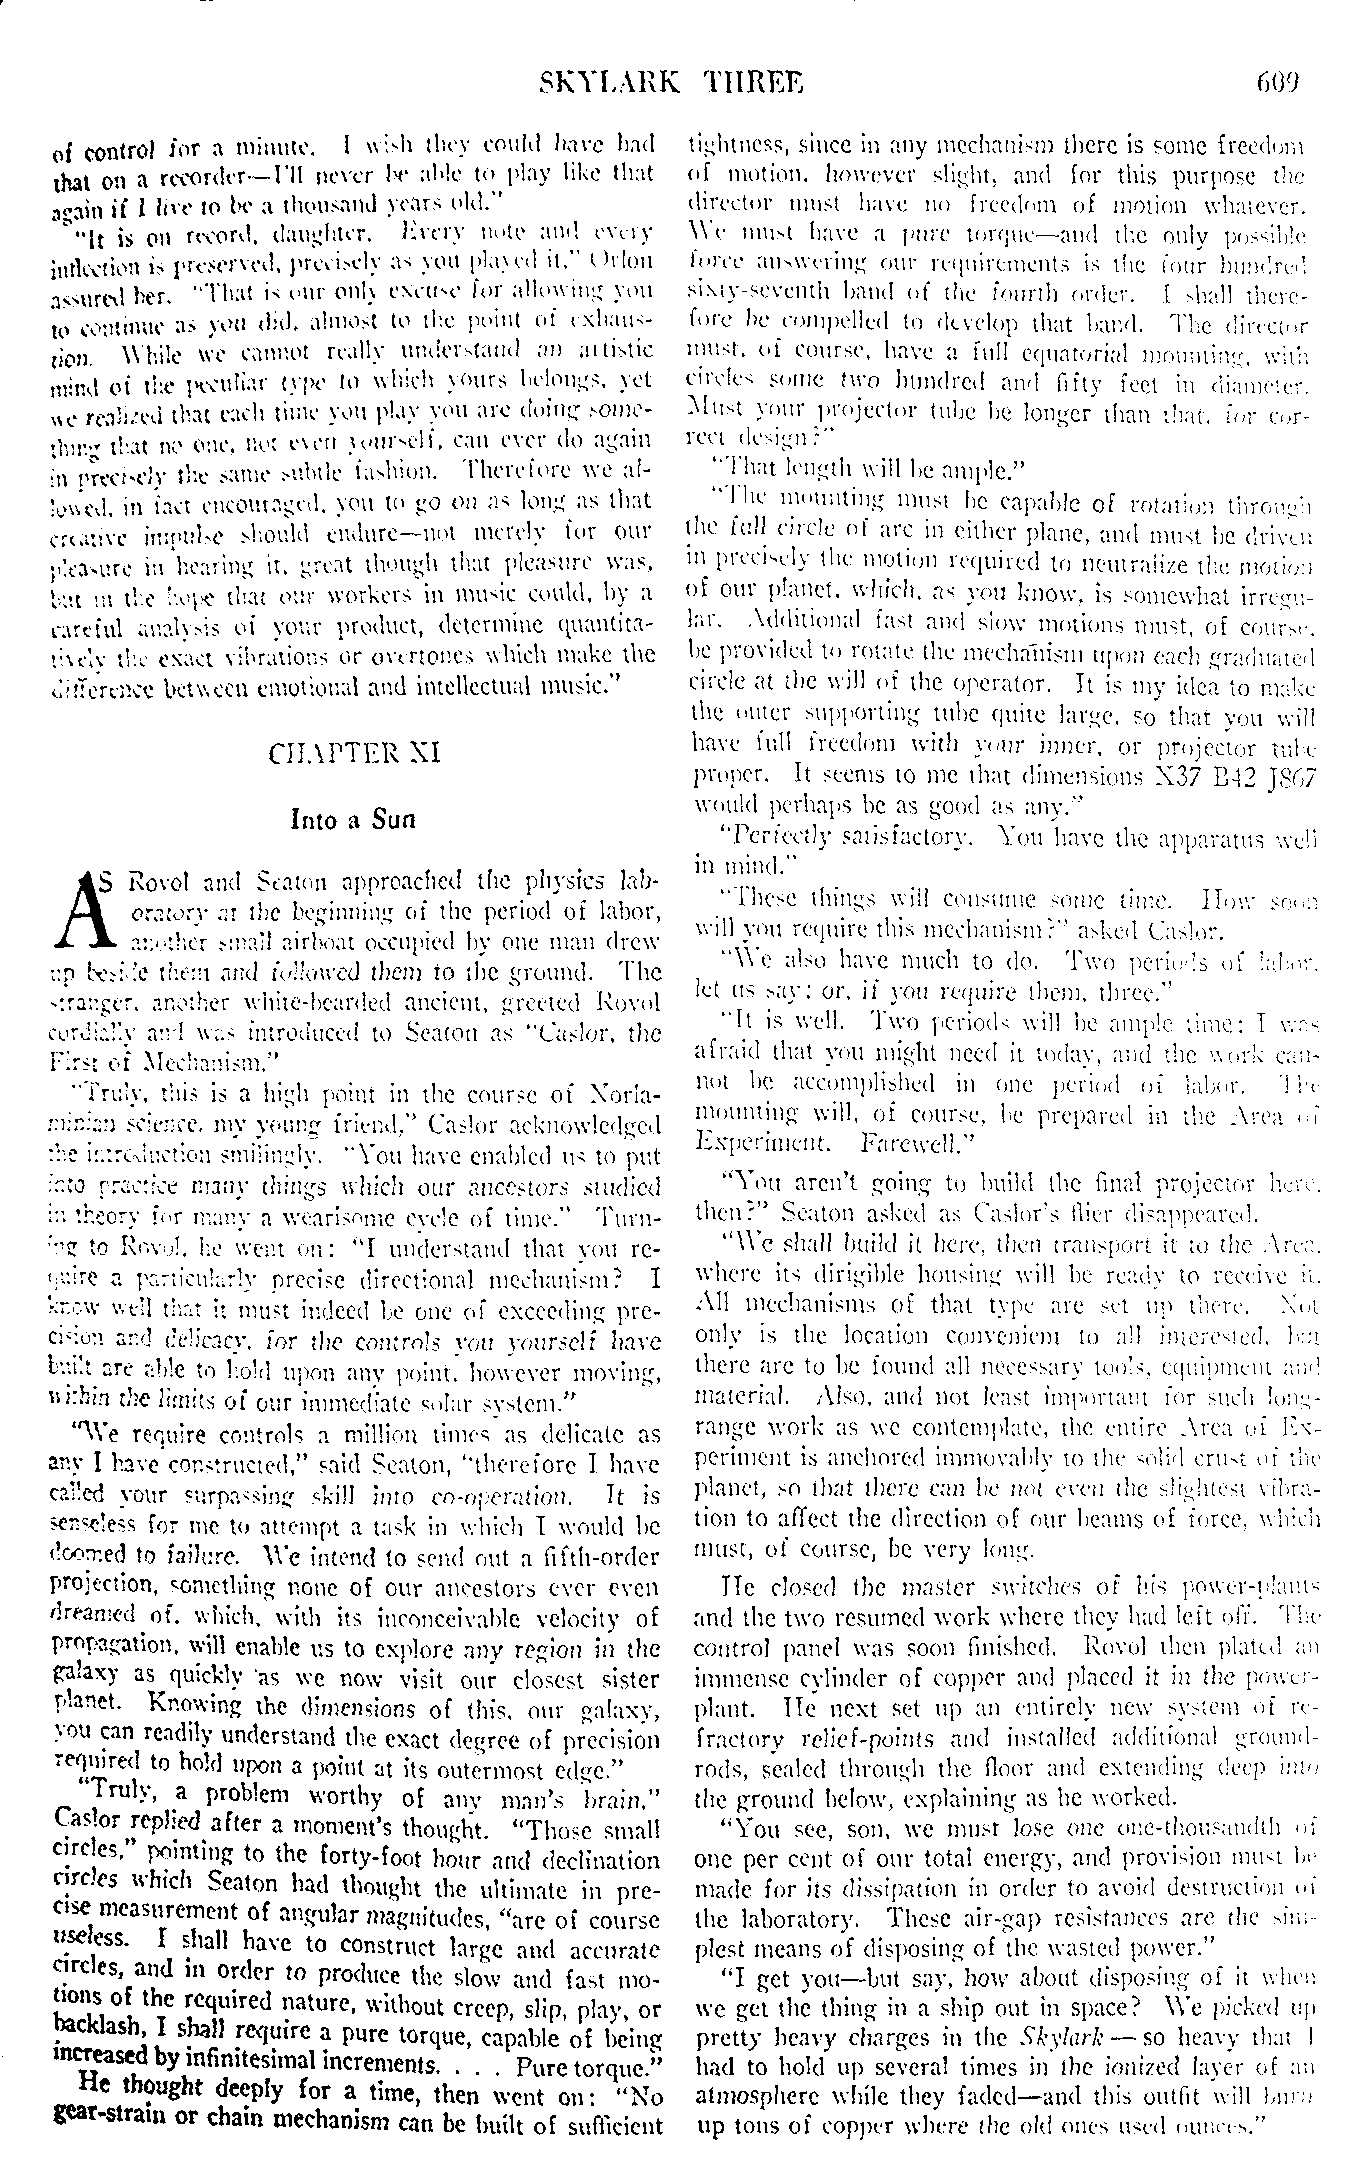 SKYLARK THREE
609
of control for a minute. I wish they could have had
that on a recorder—I'll never be able to play like that
again if I live to be a thousand years old."
"It is on record, daughter. Every note and every
inflection is preserved, precisely as you played it," Orlon
assured her. "That is our only excuse for allowing you
to continue as you did, almost to the point of exhaus-
tion. While we cannot really understand an artistic
mind of the peculiar type to which yours belongs, yet
we realized that each time you play you are doing some-
thing that no one, not even yourself, can ever do again
in precisely the same subtle fashion. Therefore we al-
lowed, in fact encouraged, you to go on as long as that
creative impulse should endure—not merely for our
pleasure in hearing it, great though that pleasure was,
but in the hope that our workers in music could, by a
careful analysis of your product, determine quantita-
tively the exact vibrations or overtones which make the
difference between emotional and intellectual music."
CHAPTER XI
Into a Sun
AS Rovol and Seaton approached the physics lab-
oratory at the beginning of the period of labor,
another small airboat occupied by one man drew
up beside them and followed them to the ground. The
stranger, another white-bearded ancient, greeted Rovol
cordially and was introduced to Seaton as "Caslor, the
First of Mechanism."
"Truly, this is a high point in the course of Norla-
minian science, my young friend," Caslor acknowledged
the introduction smilingly. "You have enabled us to put
into practice many things which our ancestors studied
in theory for many a wearisome cycle of time." Turn-
ing to Rovol, he went on: "I understand that you re-
quire a particularly precise directional mechanism? I
know well that it must indeed be one of exceeding pre-
cision and delicacy, for the controls you yourself have
built are able to hold upon any point, however moving,
within the limits of our immediate solar system."
"We require controls a million times as delicate as
any I have constructed," said Seaton, "therefore I have
called your surpassing skill into co-operation. It is
senseless for me to attempt a task in which I would be
doomed to failure. We intend to send out a fifth-order
projection, something none of our ancestors ever even
dreamed of, which, with its inconceivable velocity of
propagation, will enable us to explore any region in the
galaxy as quickly as we now visit our closest sister
planet. Knowing the dimensions of this, our galaxy,
you can readily understand the exact degree of precision
required to hold upon a point at its outermost edge."
"Truly, a problem worthy of any man's brain,"
Caslor replied after a moment's thought. "Those small
circles," pointing to the forty-foot hour and declination
circles which Seaton had thought the ultimate in pre-
cise measurement of angular magnitudes, "are of course
useless. I shall have to construct large and accurate
circles, and in order to produce the slow and fast mo-
tions of the required nature, without creep, slip, play, or
backlash, I shall require a pure torque, capable of being
increased by infinitesimal increments. . . . Pure torque."
He thought deeply for a time, then went on: "No
gear-strain or chain mechanism can be built of sufficient
tightness, since in any mechanism there is some freedom
of motion, however slight, and for this purpose the
director must have no freedom of motion whatever.
We must have a pure torque—and the only possible
force answering our requirements is the four hundred
sixty-seventh band of the fourth order. I shall there-
fore be compelled to develop that band. The director
must, of course, have a full equatorial mounting, with
circles some two hundred and fifty feet in diameter.
Must your projector tube be longer than that, for cor-
rect design?"
"That length will be ample."
"The mounting must be capable of rotation through
the full circle of arc in either plane, and must be driven
in precisely the motion required to neutralize the motion
of our planet, which, as you know, is somewhat irregu-
lar. Additional fast and slow motions must, of course,
be provided to rotate the mechanism upon each graduated
circle at the will of the operator. It is my idea to make
the outer supporting tube quite large, so that you will
have full freedom with your inner, or projector tube
proper. It seems to me that dimensions X37 B42 J867
would perhaps be as good as any."
"Perfectly satisfactory. You have the apparatus well
in mind."
"These things will consume some time. How soon
will you require this mechanism?" asked Caslor.
"We also have much to do. Two periods of labor,
let us say; or, if you require them, three."
"It is well. Two periods will be ample time; I was
afraid that you might need it today, and the work can-
not be accomplished in one period of labor. The
mounting will, of course, be prepared in the Area of
Experiment. Farewell."
"You aren't going to build the final projector here,
then?" Seaton asked as Caslor's flier disappeared.
"We shall build it here, then transport it to the Area,
where its dirigible housing will be ready to receive it.
All mechanisms of that type are set up there. Not
only is the location convenient to all interested, but
there are to be found all necessary tools, equipment and
material. Also, and not least important for such long-
range work as we contemplate, the entire Area of Ex-
periment is anchored immovably to the solid crust of the
planet, so that there can be not even the slightest vibra-
tion to affect the direction of our beams of force, which
must, of course, be very long.
He closed the master switches of his power-plants
and the two resumed work where they had left off. The
control panel was soon finished. Rovol then plated an
immense cylinder of copper and placed it in the power-
plant. He next set up an entirely new system of re-
fractory relief-points and installed additional ground-
rods, sealed through the floor and extending deep into
the ground below, explaining as he worked.
"You see, son, we must lose one one-thousandth of
one per cent of our total energy, and provision must be
made for its dissipation in order to avoid destruction of
the laboratory. These air-gap resistances are the sim-
plest means of disposing of the wasted power."
"I get you—but say, how about disposing of it when
we get the thing in a ship out in space? We picked up
pretty heavy charges in the Skylark—so heavy that I
had to hold up several times in the ionized layer of an
atmosphere while they faded—and this outfit will burn
up tons of copper where the old ones used ounces."